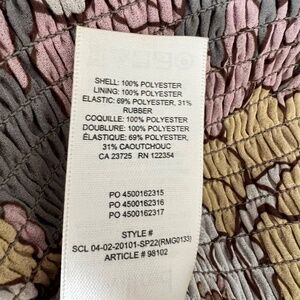 SHELL: 100% POLYESTER
LINING: 100% POLYESTER
ELASTIC: 69% POLYESTER, 31%
RUBBER
COQUILLE: 100% POLYESTER
DOUBLURE: 100% POLYESTER
ÉLASTIQUE: 69% POLYESTER,
31% CAOUTCHOUC
CA 23725 RN 122354
PO 4500162315
PO 4500162316
PO 4500162317
STYLE #
SCL 04-02-20101-SP22(RMG0133)
ARTICLE # 98102